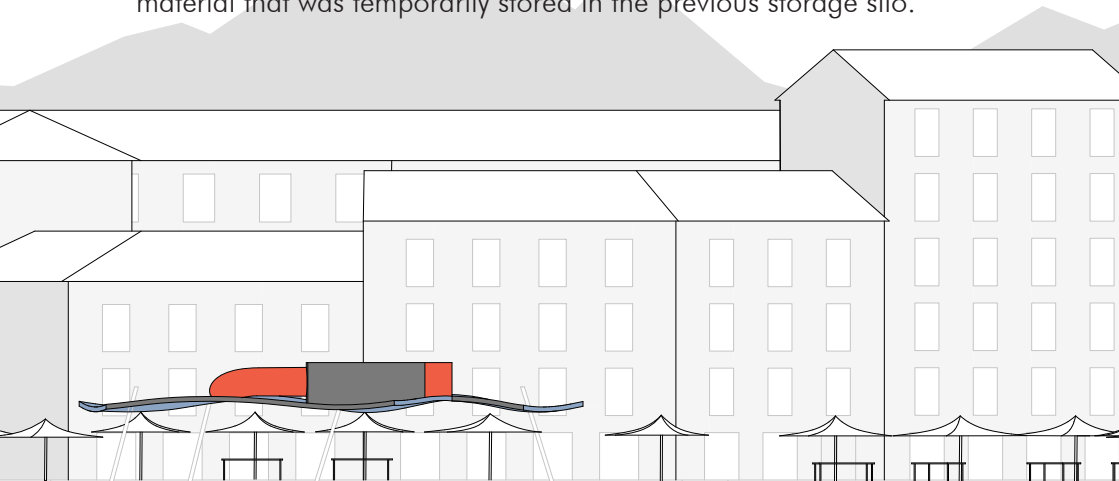 material that was temporarily stored in the previous storage silo.